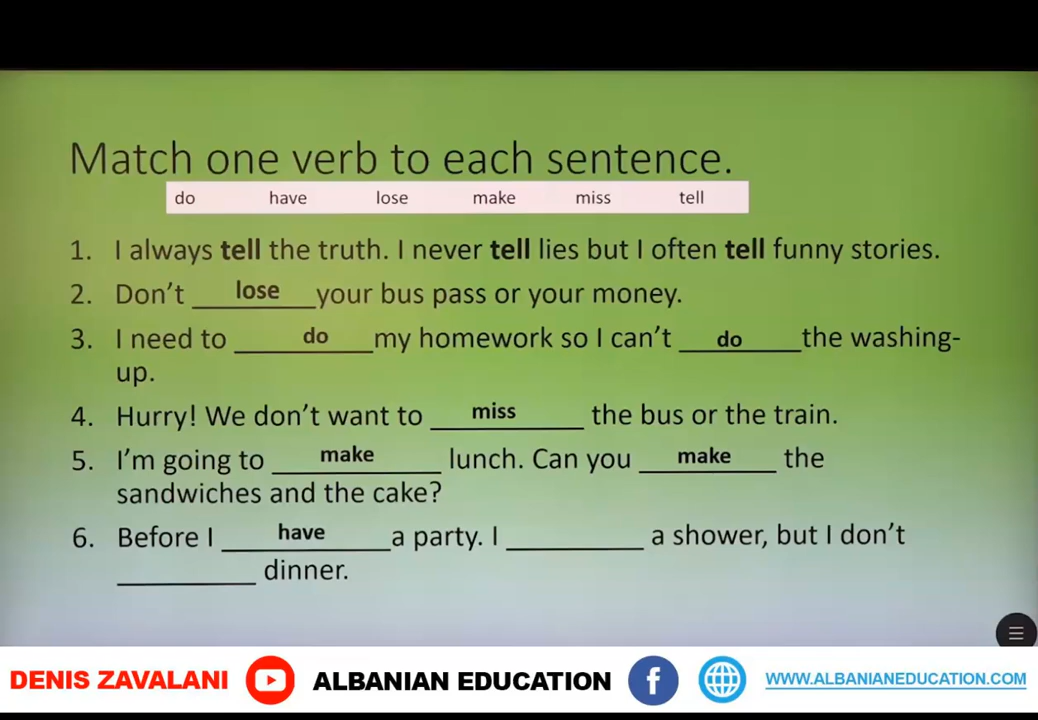 Match one verb to each sentence.
do have lose make miss tell
1. I always tell the truth. I never tell lies but I often tell funny stories.
2. Don't lose your bus pass or your money.
3. I need to do my homework so I can't do the washing-
up.
4. Hurry! We don't want to miss the bus or the train.
5. I'm going to make lunch. Can you make the
sandwiches and the cake?
6. Before I have a party. I __________ a shower, but I don't
__________ dinner.
DENIS ZAVALANI ALBANIAN EDUCATION f WWW.ALBANIANEDUCATION.COM